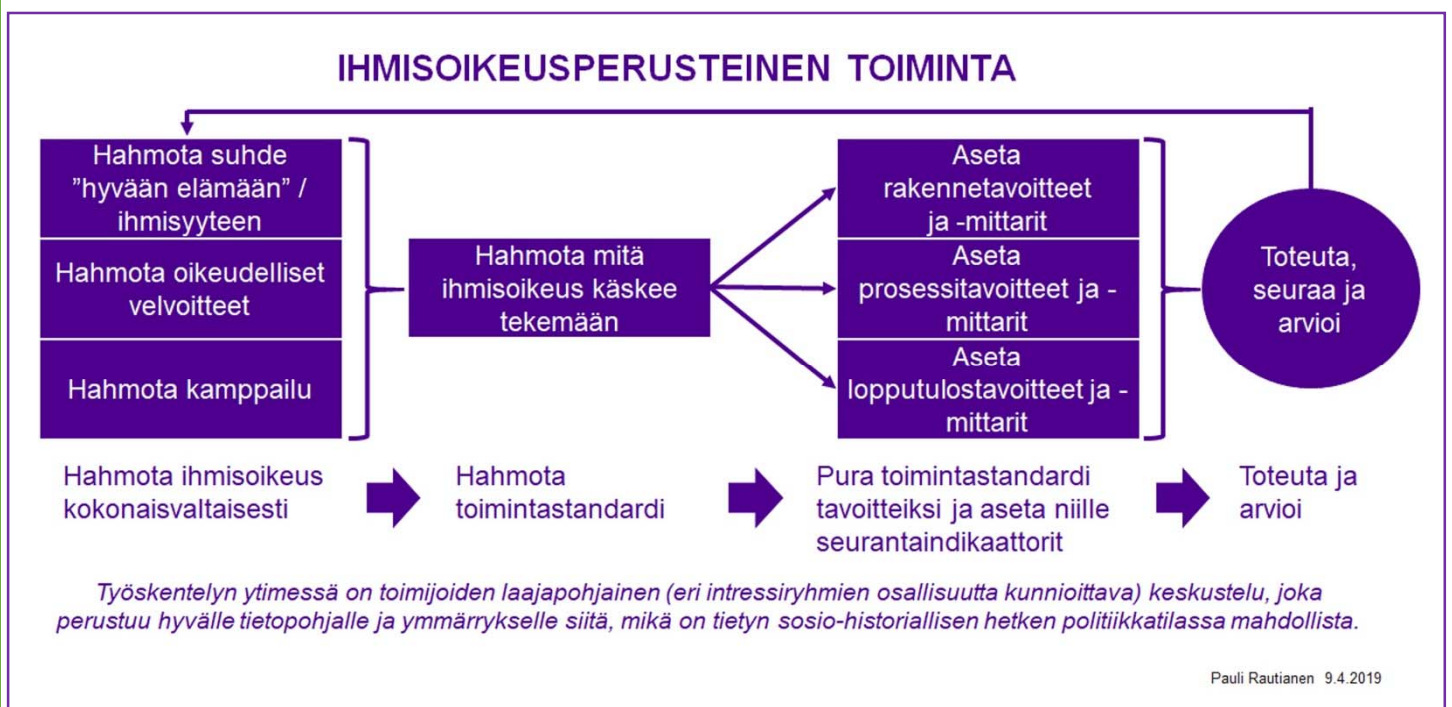 IHMISOIKEUSPERUSTEINEN TOIMINTA
Hahmota suhde
”hyvään elämään” /
ihmisyyteen
Hahmota oikeudelliset
velvoitteet
Hahmota kamppailu
Hahmota mitä
ihmisoikeus käskee
tekemään
Aseta
rakennetavoitteet
ja -mittarit
Aseta
prosessitavoitteet ja -
mittarit
Aseta
lopputulostavoitteet ja -
mittarit
Toteuta,
seuraa ja
arvioi
Hahmota ihmisoikeus
kokonaisvaltaisesti
Hahmota
toimintastandardi
Pura toimintastandardi
tavoitteiksi ja aseta niille
seurantaindikaattorit
Toteuta ja
arvioi
Työskentelyn ytimessä on toimijoiden laajapohjainen (eri intressiryhmien osallisuutta kunnioittava) keskustelu, joka
perustuu hyvälle tietopohjalle ja ymmärrykselle siitä, mikä on tietyn sosio-historiallisen hetken politiikkatilassa mahdollista.
Pauli Rautianen 9.4.2019